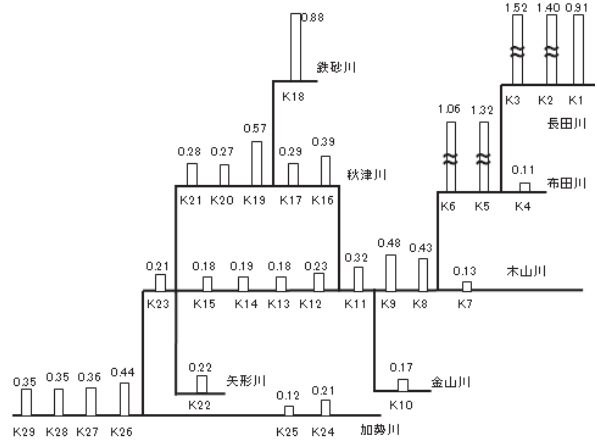 1.52 1.40 0.91
0.88
鉄砂川
K18
K3 K2 K1
長田川
1.06 1.32
0.11
0.28 0.27 0.57 0.29 0.39
秋津川
布田川
K21 K20 K19 K17 K16
K6 K5 K4
0.21 0.18 0.19 0.18 0.23 0.32 0.48 0.43 0.13
木山川
K23 K15 K14 K13 K12 K11 K9 K8 K7
0.22
矢形川
K22
0.17
金山川
K10
0.35 0.35 0.36 0.44 0.12 0.21
K29 K28 K27 K26 K25 K24
加勢川